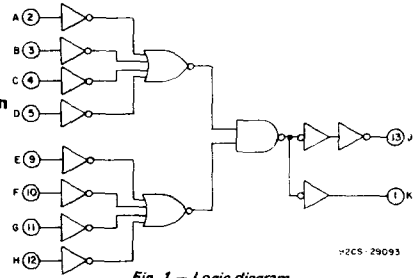 A 2
B 3
C 4
n
D 5
E 9
F 10
G 11
H 12
13 J
1 K
92CS-29093
Fig. 1 — Logic diagram